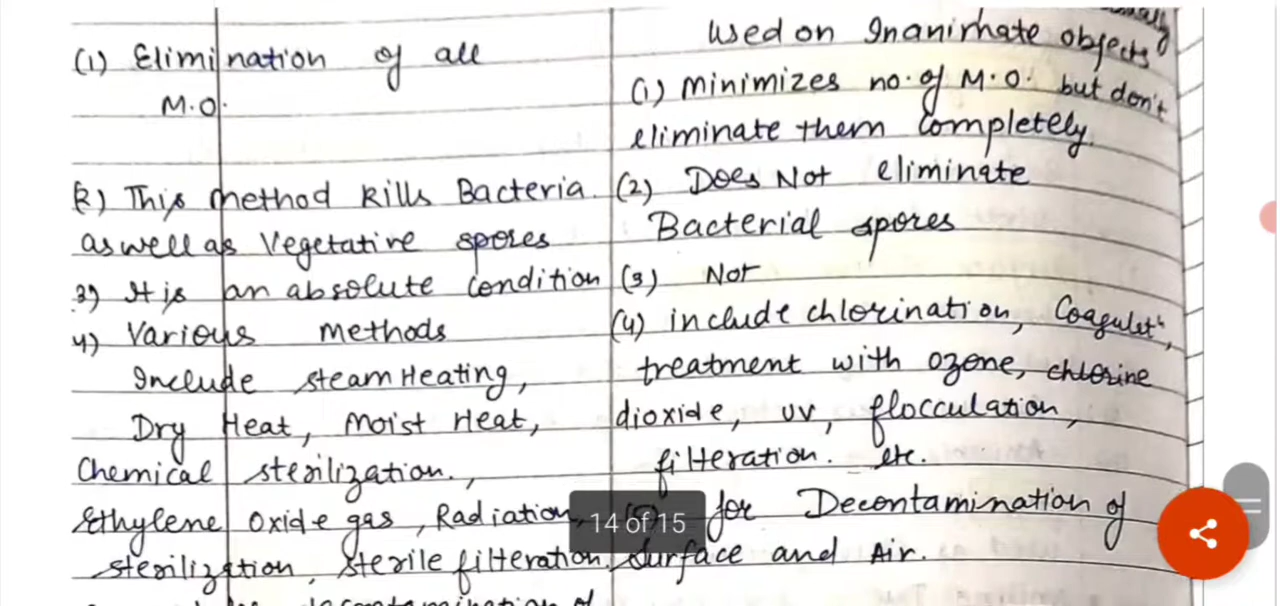 Used on Inanimate objects
(1) Elimination of all
M.O.
(1) minimizes no. of M.O. but don't
eliminate them completely.
(2) This method kills Bacteria
as well as Vegetative spores
(2) Does Not eliminate
Bacterial spores
3) It is an absolute condition
(3) Not
4) Various methods
Include steam Heating,
Dry Heat, Moist Heat,
Chemical sterilization.,
Ethylene Oxide gas, Radiation,
sterilization, Sterile filteration,
(4) include chlorination, Coagulatn,
treatment with ozone, chlorine
dioxide, UV, flocculation,
filteration. etc.
for Decontamination of
surface and Air.
14 of 15
decontamination of